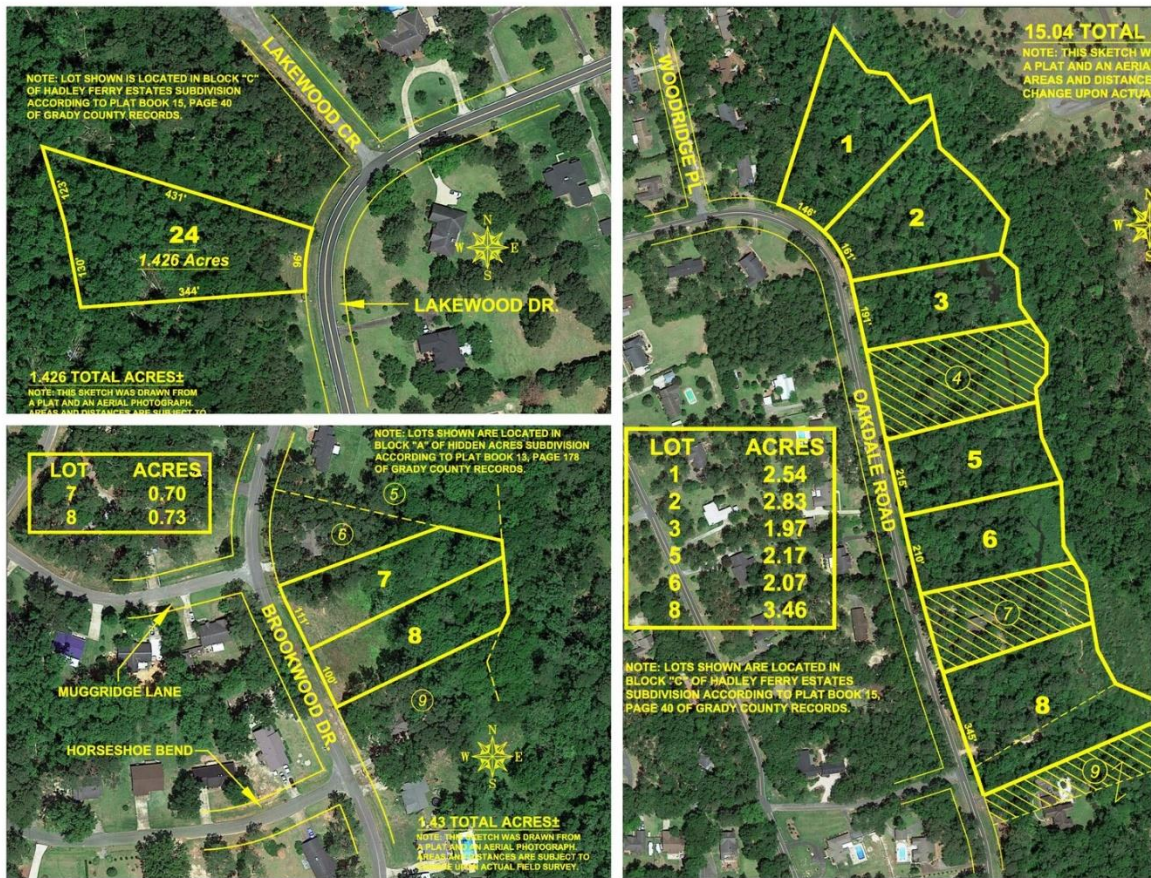 LAKEWOOD CR.
NOTE: LOT SHOWN IS LOCATED IN BLOCK "C"
OF HADLEY FERRY ESTATES SUBDIVISION
ACCORDING TO PLAT BOOK 15, PAGE 40
OF GRADY COUNTY RECORDS.
123'
431'
24
1.426 Acres
130'
96'
344'
N
W E
S
LAKEWOOD DR.
1.426 TOTAL ACRES±
NOTE: THIS SKETCH WAS DRAWN FROM
A PLAT AND AN AERIAL PHOTOGRAPH.
AREAS AND DISTANCES ARE SUBJECT TO
NOTE: LOTS SHOWN ARE LOCATED IN
BLOCK "A" OF HIDDEN ACRES SUBDIVISION
ACCORDING TO PLAT BOOK 13, PAGE 178
OF GRADY COUNTY RECORDS.
LOT ACRES
7 0.70
8 0.73
5
6
7
111'
8
100'
9
BROOKWOOD DR.
MUGGRIDGE LANE
HORSESHOE BEND
N
W E
S
1.43 TOTAL ACRES±
NOTE: THIS SKETCH WAS DRAWN FROM
A PLAT AND AN AERIAL PHOTOGRAPH.
AREAS AND DISTANCES ARE SUBJECT TO
CHANGE UPON ACTUAL FIELD SURVEY.
15.04 TOTAL
NOTE: THIS SKETCH W
A PLAT AND AN AERIA
AREAS AND DISTANCE
CHANGE UPON ACTUA
WOODRIDGE PL
N
W
S
1
146'
2
161'
3
191'
4
OAKDALE ROAD
5
215'
6
210'
7
8
345'
9
LOT ACRES
1 2.54
2 2.83
3 1.97
5 2.17
6 2.07
8 3.46
NOTE: LOTS SHOWN ARE LOCATED IN
BLOCK "C" OF HADLEY FERRY ESTATES
SUBDIVISION ACCORDING TO PLAT BOOK 15,
PAGE 40 OF GRADY COUNTY RECORDS.